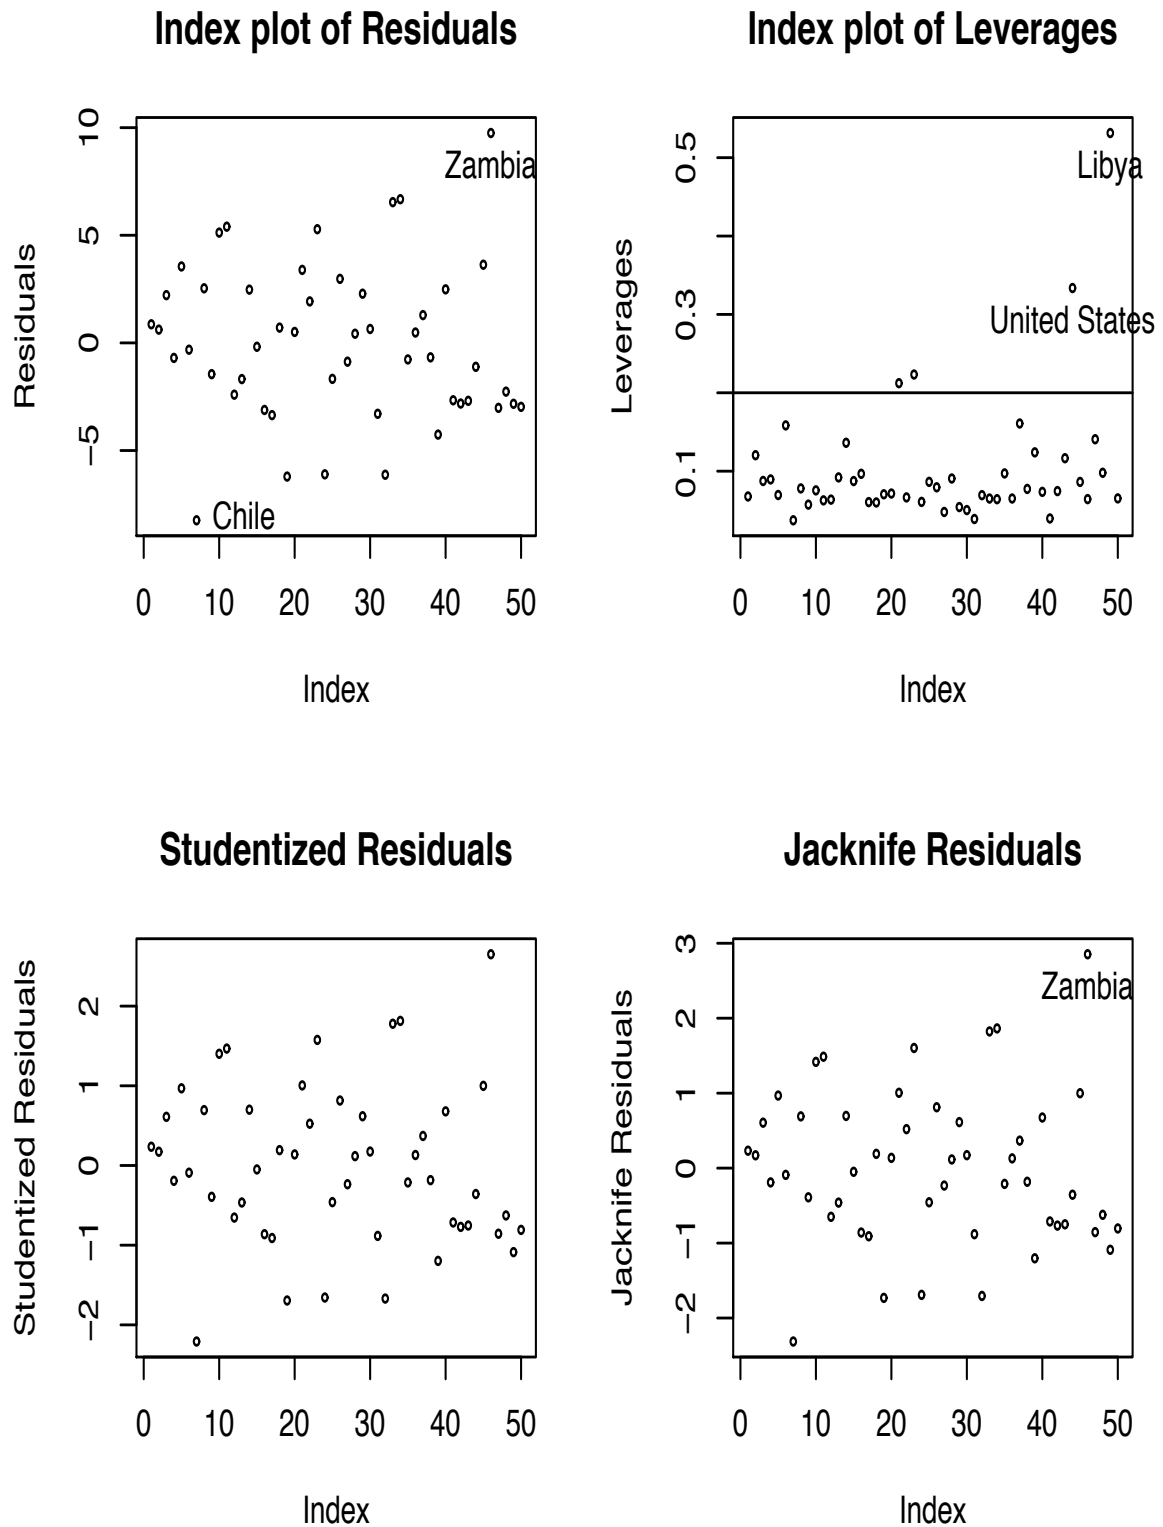 Index plot of Residuals
Residuals
10
5
0
−5
Zambia
Chile
0 10 20 30 40 50
Index
Index plot of Leverages
Leverages
0.5
0.3
0.1
Libya
United States
0 10 20 30 40 50
Index
Studentized Residuals
Studentized Residuals
2
1
0
−1
−2
0 10 20 30 40 50
Index
Jacknife Residuals
Jacknife Residuals
3
2
1
0
−1
−2
Zambia
0 10 20 30 40 50
Index